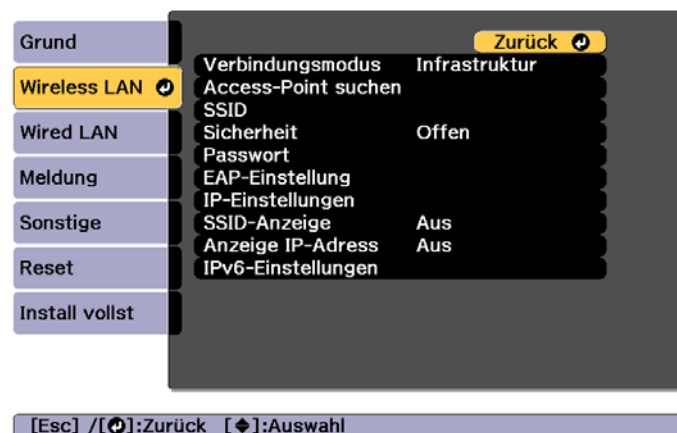 Grund
Wireless LAN
Wired LAN
Meldung
Sonstige
Reset
Install vollst
Zurück
Verbindungsmodus Infrastruktur
Access-Point suchen
SSID
Sicherheit Offen
Passwort
EAP-Einstellung
IP-Einstellungen
SSID-Anzeige Aus
Anzeige IP-Adress Aus
IPv6-Einstellungen
[Esc] /[⏎]:Zurück [◆]:Auswahl